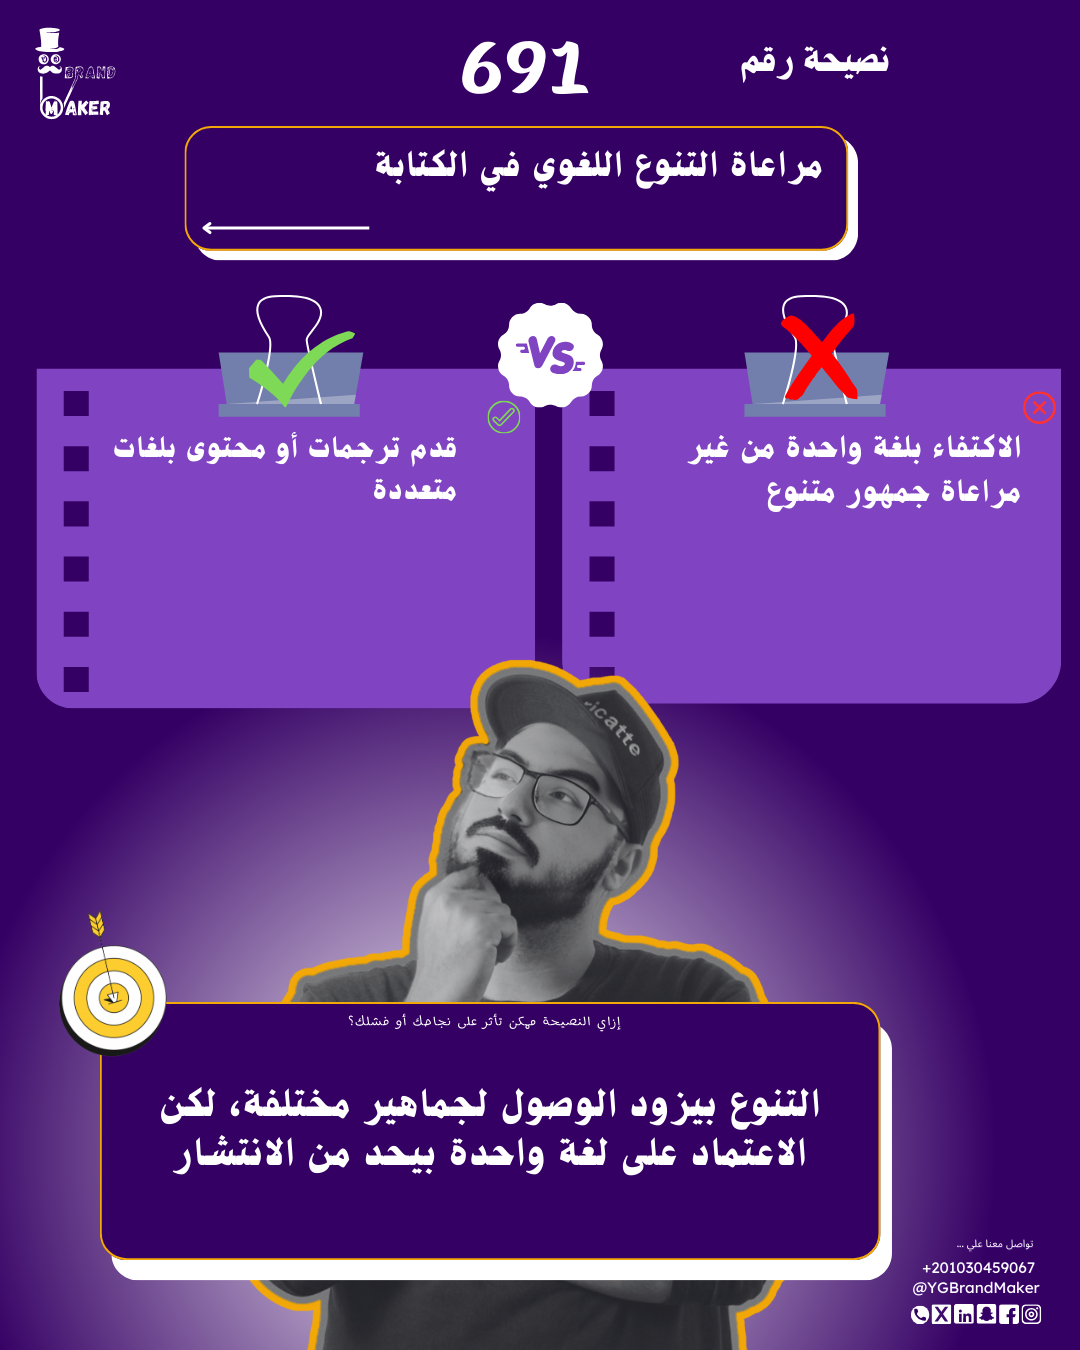 BRAND
MAKER
نصيحة رقم
691
مراعاة التنوع اللغوي في الكتابة
VS
الاكتفاء بلغة واحدة من غير
مراعاة جمهور متنوع
قدم ترجمات أو محتوى بلغات
متعددة
icatte
إزاي النصيحة ممكن تأثر على نجاحك أو فشلك؟
التنوع بيزود الوصول لجماهير مختلفة، لكن
الاعتماد على لغة واحدة بيحد من الانتشار
تواصل معنا علي ...
+201030459067
@YGBrandMaker